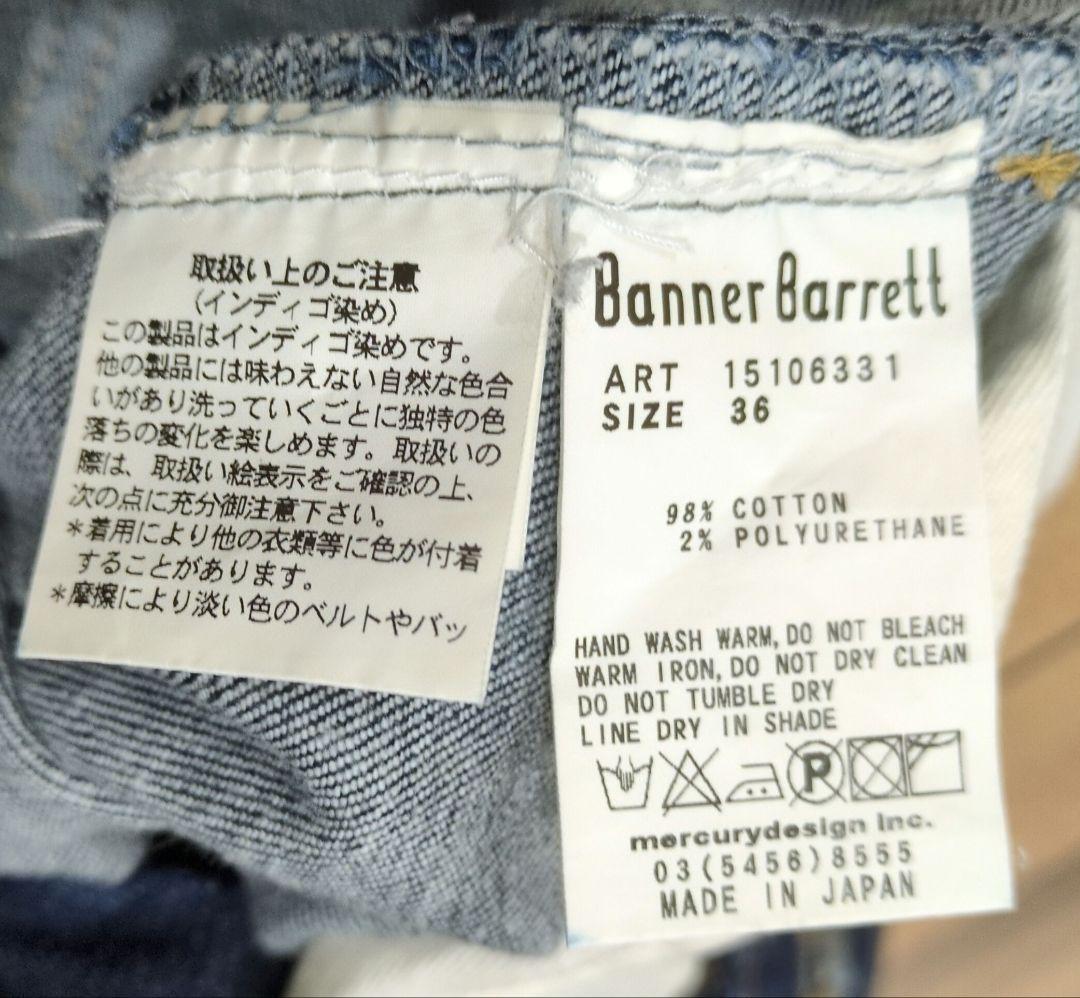 取扱い上のご注意
(インディゴ染め)
この製品はインディゴ染めです。
他の製品には味わえない自然な色合
いがあり洗っていくごとに独特の色
落ちの変化を楽しめます。取扱いの
際は、取扱い絵表示をご確認の上、
次の点に充分御注意下さい。
*着用により他の衣類等に色が付着
することがあります。
*摩擦により淡い色のベルトやバッ
Banner Barrett
ART 15106331
SIZE 36
98% COTTON
2% POLYURETHANE
HAND WASH WARM, DO NOT BLEACH
WARM IRON, DO NOT DRY CLEAN
DO NOT TUMBLE DRY
LINE DRY IN SHADE
P
mercurydesign Inc.
03(5456)8555
MADE IN JAPAN